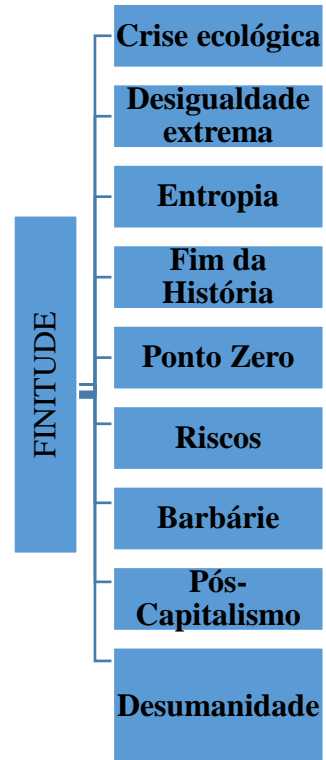 FINITUDE
Crise ecológica
Desigualdade
extrema
Entropia
Fim da
História
Ponto Zero
Riscos
Barbárie
Pós-
Capitalismo
Desumanidade